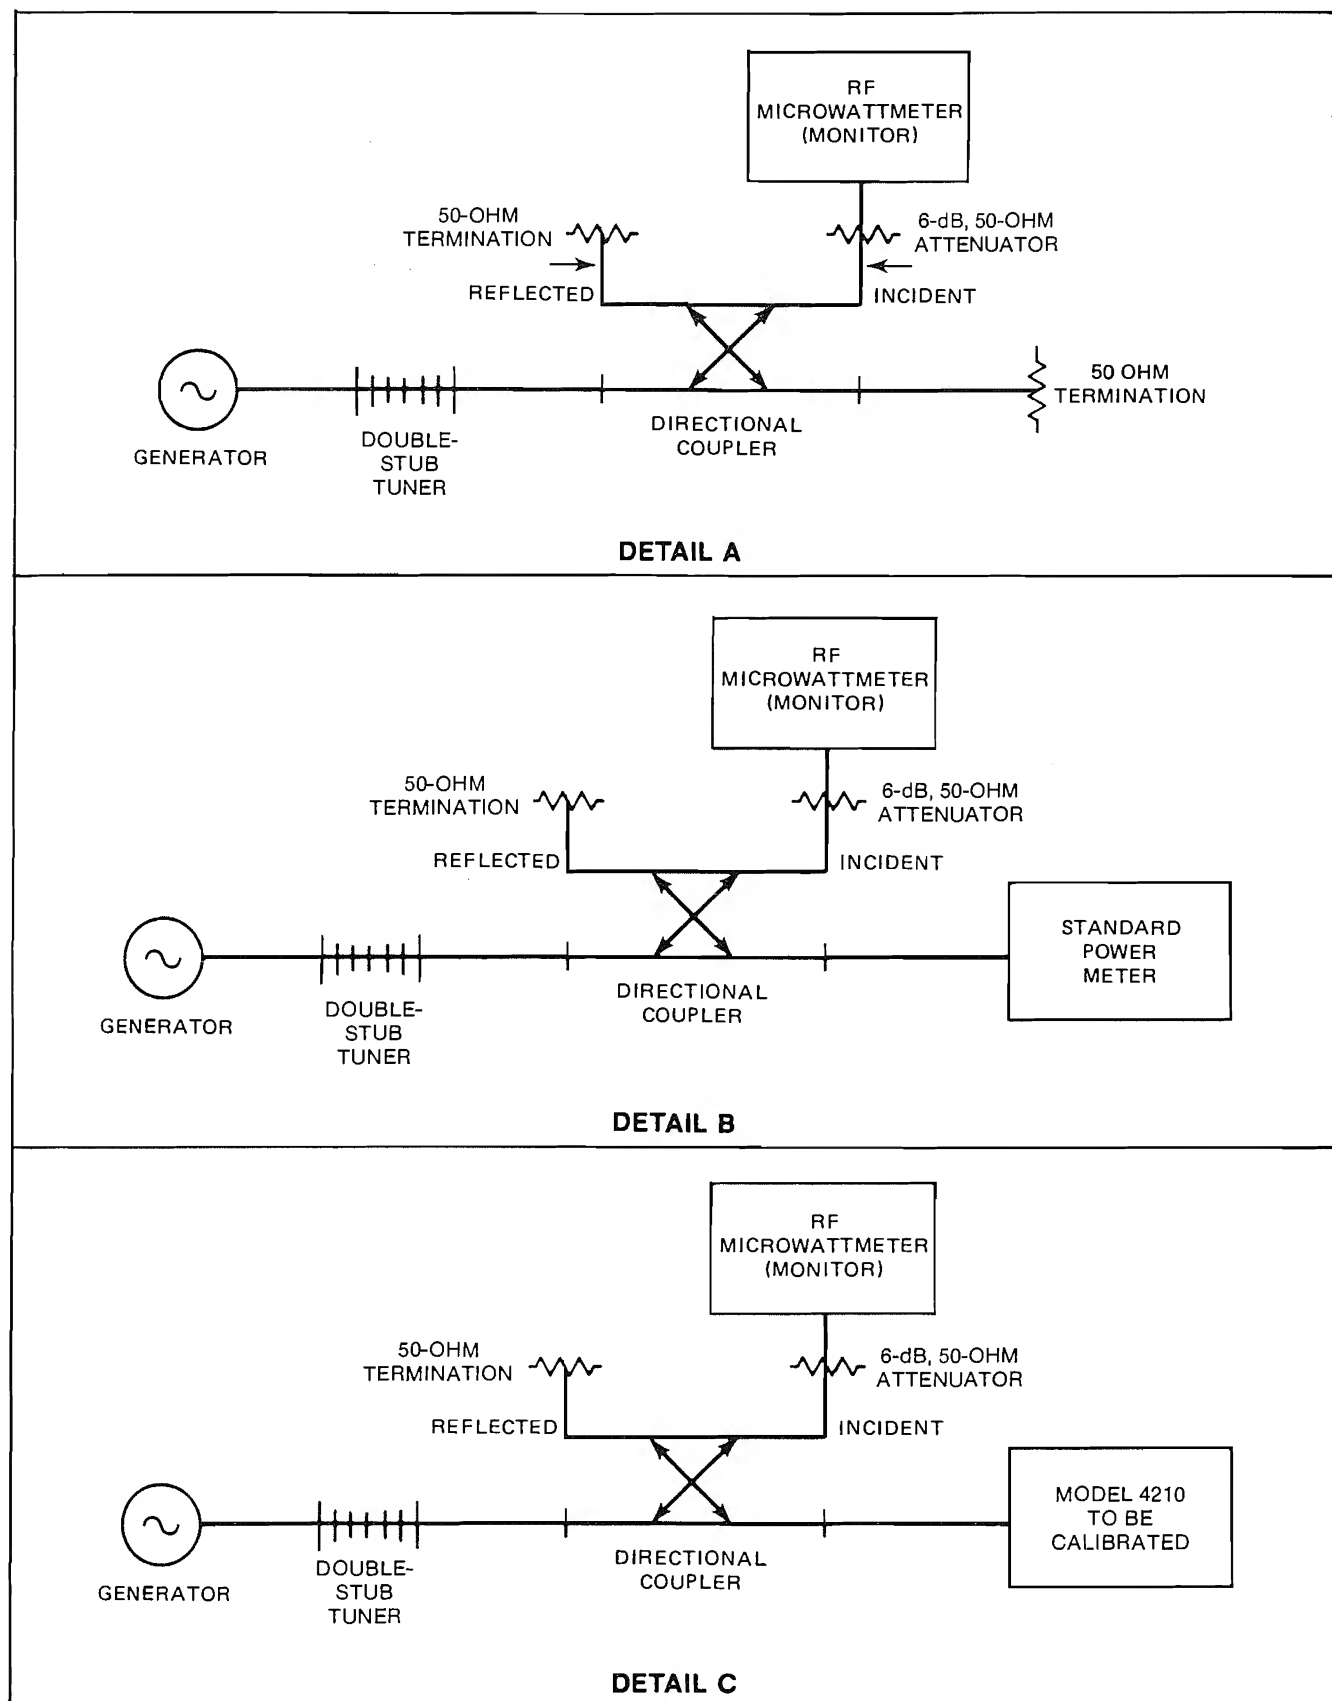 RF
MICROWATTMETER
(MONITOR)
50-OHM
TERMINATION
6-dB, 50-OHM
ATTENUATOR
REFLECTED
INCIDENT
50 OHM
TERMINATION
DIRECTIONAL
COUPLER
GENERATOR
DOUBLE-
STUB
TUNER
DETAIL A
RF
MICROWATTMETER
(MONITOR)
50-OHM
TERMINATION
6-dB, 50-OHM
ATTENUATOR
REFLECTED
INCIDENT
STANDARD
POWER
METER
DIRECTIONAL
COUPLER
GENERATOR
DOUBLE-
STUB
TUNER
DETAIL B
RF
MICROWATTMETER
(MONITOR)
50-OHM
TERMINATION
6-dB, 50-OHM
ATTENUATOR
REFLECTED
INCIDENT
MODEL 4210
TO BE
CALIBRATED
DIRECTIONAL
COUPLER
GENERATOR
DOUBLE-
STUB
TUNER
DETAIL C